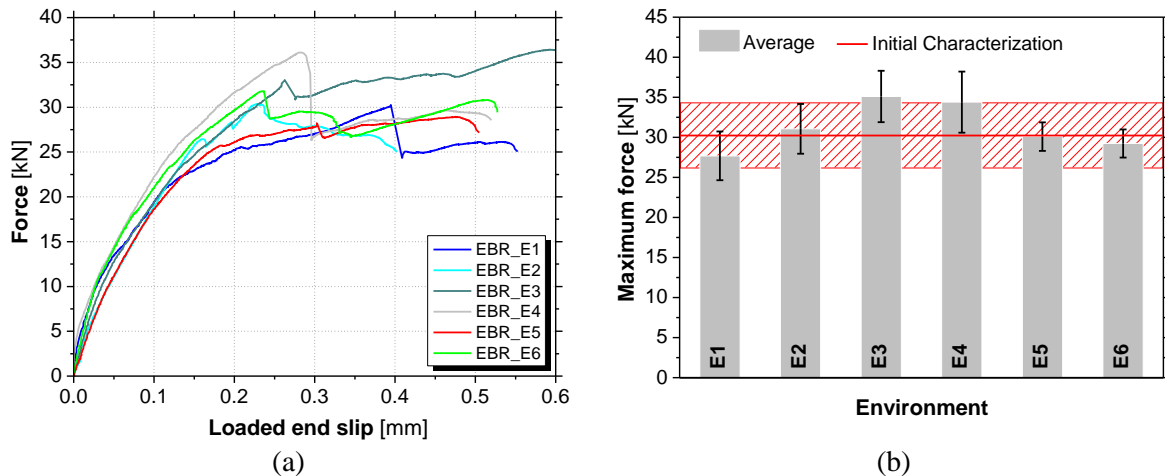 40
35
30
25
20
15
10
5
0
Force [kN]
0.0 0.1 0.2 0.3 0.4 0.5 0.6
Loaded end slip [mm]
EBR_E1
EBR_E2
EBR_E3
EBR_E4
EBR_E5
EBR_E6
(a)
45
40
35
30
25
20
15
10
5
0
Maximum force [kN]
Average Initial Characterization
E1 E2 E3 E4 E5 E6
Environment
(b)